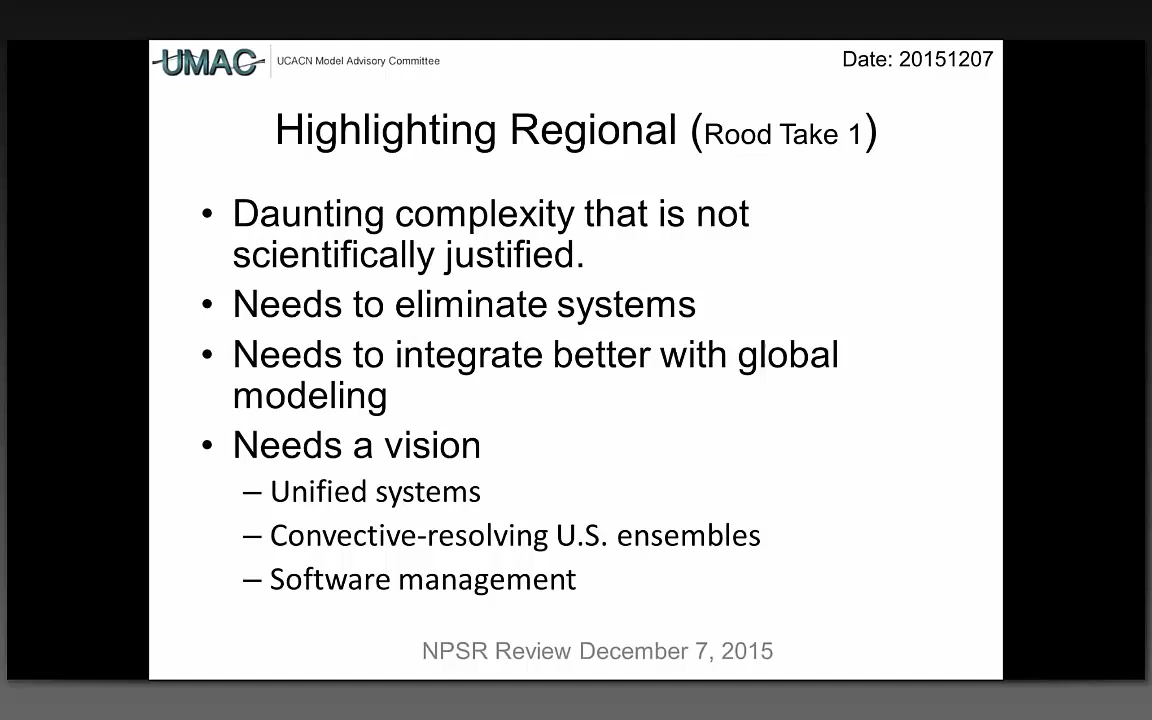 UMAC UCACN Model Advisory Committee
Date: 20151207
Highlighting Regional (Rood Take 1)
• Daunting complexity that is not
scientifically justified.
• Needs to eliminate systems
• Needs to integrate better with global
modeling
• Needs a vision
– Unified systems
– Convective-resolving U.S. ensembles
– Software management
NPSR Review December 7, 2015